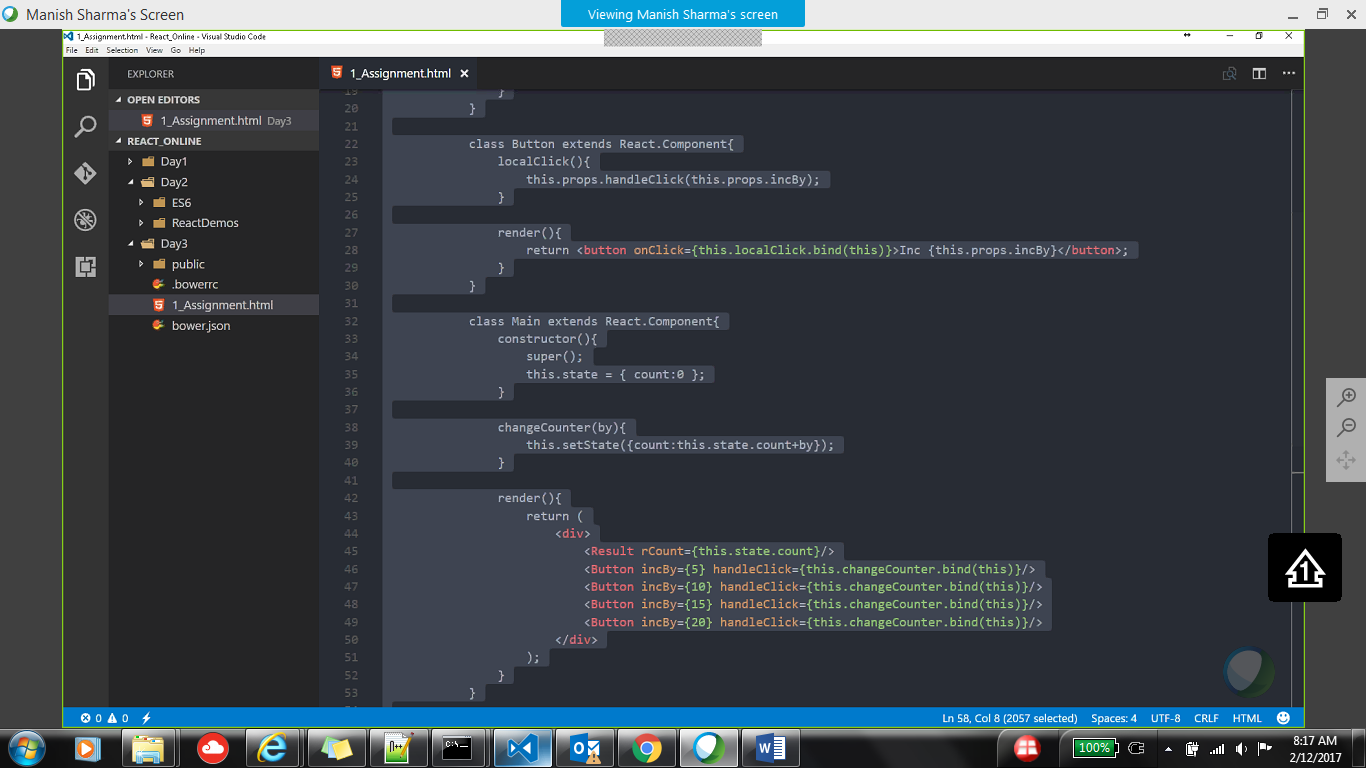 Manish Sharma's Screen
Viewing Manish Sharma's screen
1_Assignment.html - React_Online - Visual Studio Code
File Edit Selection View Go Help
EXPLORER
OPEN EDITORS
1_Assignment.html Day3
REACT_ONLINE
Day1
Day2
ES6
ReactDemos
Day3
public
.bowerrc
1_Assignment.html
bower.json
1_Assignment.html
19 }
20 }
21
22 class Button extends React.Component{
23 localClick(){
24 this.props.handleClick(this.props.incBy);
25 }
26
27 render(){
28 return <button onClick={this.localClick.bind(this)}>Inc {this.props.incBy}</button>;
29 }
30 }
31
32 class Main extends React.Component{
33 constructor(){
34 super();
35 this.state = { count:0 };
36 }
37
38 changeCounter(by){
39 this.setState({count:this.state.count+by});
40 }
41
42 render(){
43 return (
44 <div>
45 <Result rCount={this.state.count}/>
46 <Button incBy={5} handleClick={this.changeCounter.bind(this)}/>
47 <Button incBy={10} handleClick={this.changeCounter.bind(this)}/>
48 <Button incBy={15} handleClick={this.changeCounter.bind(this)}/>
49 <Button incBy={20} handleClick={this.changeCounter.bind(this)}/>
50 </div>
51 );
52 }
53 }
1
0 0
Ln 58, Col 8 (2057 selected) Spaces: 4 UTF-8 CRLF HTML
100%
8:17 AM
2/12/2017